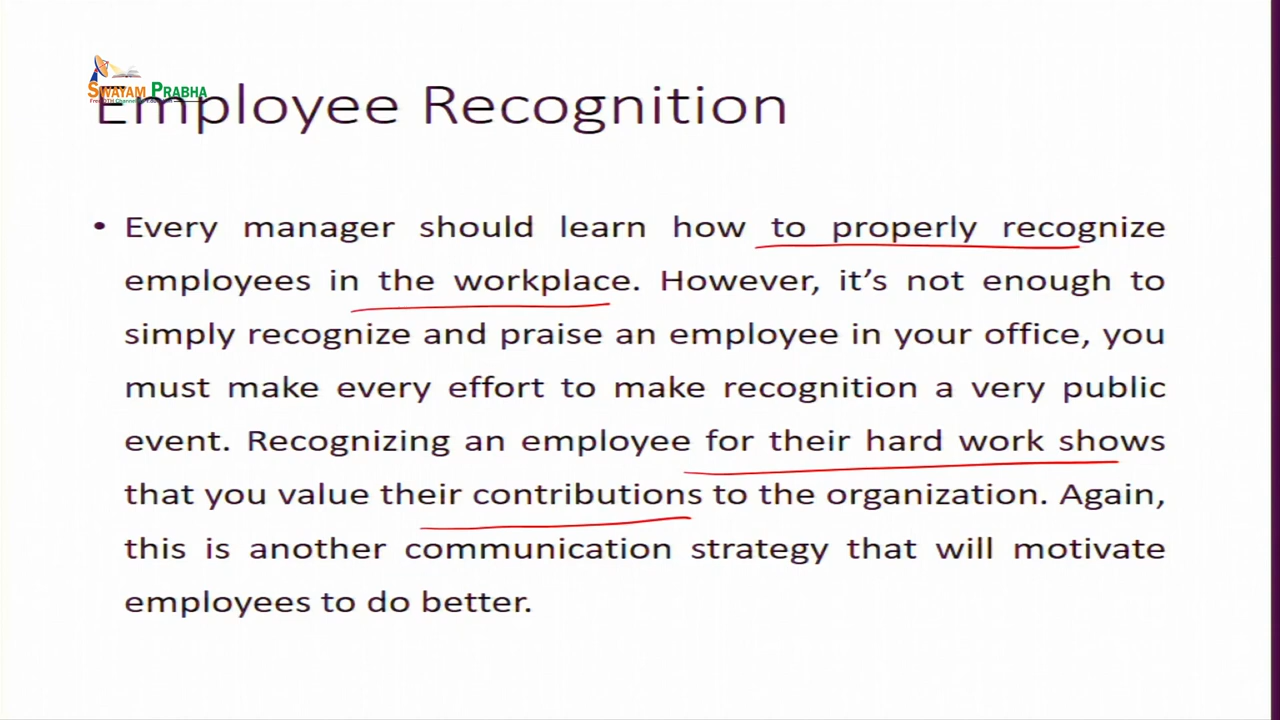 SWAYAM PRABHA
Employee Recognition
• Every manager should learn how to properly recognize
employees in the workplace. However, it’s not enough to
simply recognize and praise an employee in your office, you
must make every effort to make recognition a very public
event. Recognizing an employee for their hard work shows
that you value their contributions to the organization. Again,
this is another communication strategy that will motivate
employees to do better.